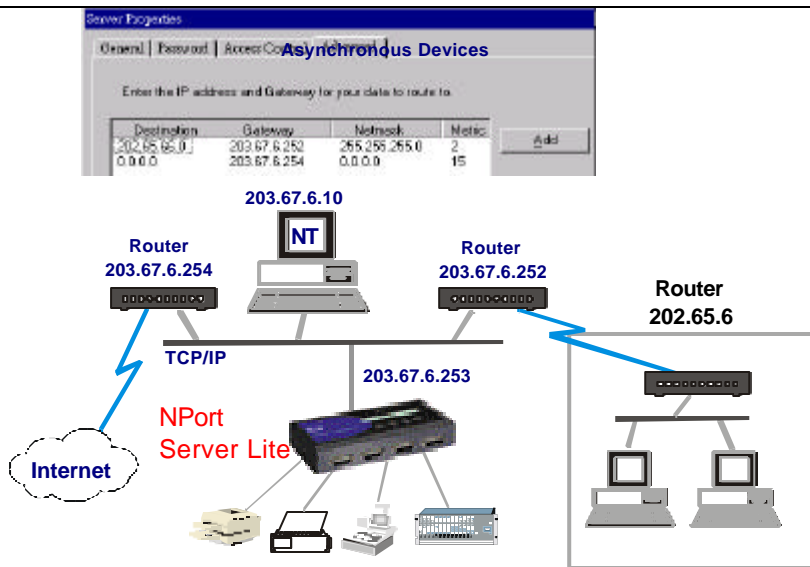 Server Properties
General Password Access Control
Asynchronous Devices
Enter the IP address and Gateway for your data to route to.
Destination Gateway Netmask Metric
202.65.66.0 203.67.6.252 255.255.255.0 2
0.0.0.0 203.67.6.254 0.0.0.0 15
Add
203.67.6.10
NT
Router
203.67.6.254
Router
203.67.6.252
Router
202.65.6
TCP/IP
203.67.6.253
NPort
Server Lite
Internet